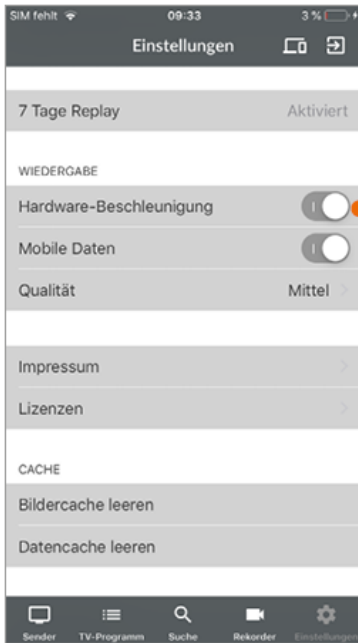 SIM fehlt 09:33 3 %
Einstellungen
7 Tage Replay Aktiviert
WIEDERGABE
Hardware-Beschleunigung
Mobile Daten
Qualität Mittel
Impressum
Lizenzen
CACHE
Bildercache leeren
Datencache leeren
Sender TV-Programm Suche Rekorder Einstellungen